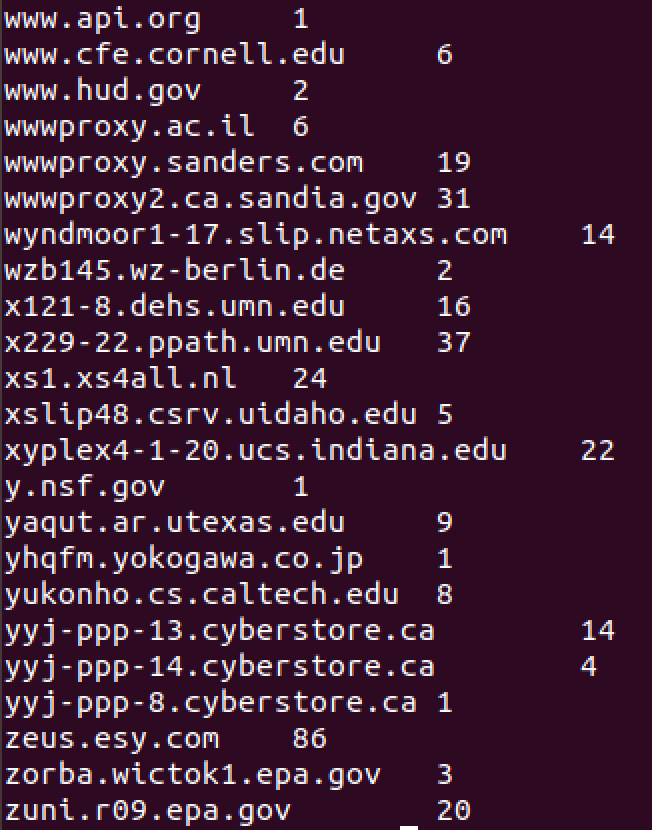 www.api.org 1
www.cfe.cornell.edu 6
www.hud.gov 2
wwwproxy.ac.il 6
wwwproxy.sanders.com 19
wwwproxy2.ca.sandia.gov 31
wyndmoor1-17.slip.netaxs.com 14
wzb145.wz-berlin.de 2
x121-8.dehs.umn.edu 16
x229-22.ppath.umn.edu 37
xs1.xs4all.nl 24
xslip48.csrv.uidaho.edu 5
xyplex4-1-20.ucs.indiana.edu 22
y.nsf.gov 1
yaqut.ar.utexas.edu 9
yhqfm.yokogawa.co.jp 1
yukonho.cs.caltech.edu 8
yyj-ppp-13.cyberstore.ca 14
yyj-ppp-14.cyberstore.ca 4
yyj-ppp-8.cyberstore.ca 1
zeus.esy.com 86
zorba.wictok1.epa.gov 3
zuni.r09.epa.gov 20